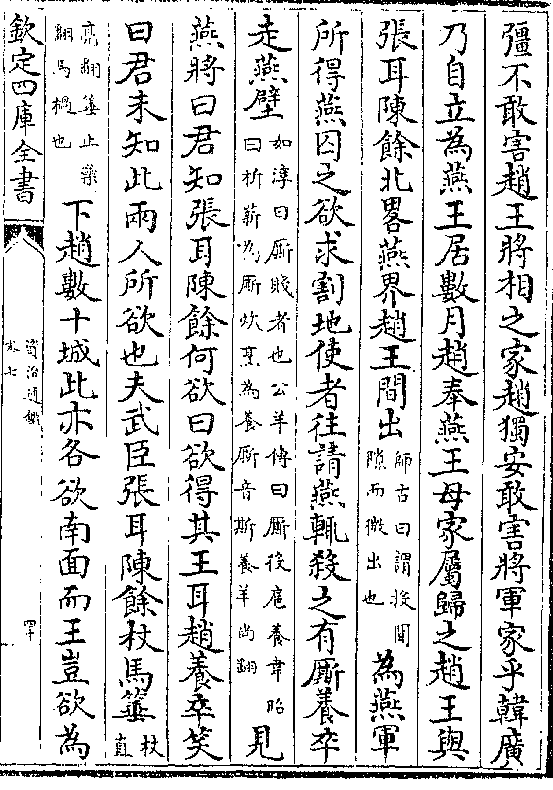 彊不敢害趙王將相之家趙獨安敢害將軍家乎韓廣
乃自立為燕王居數月趙奉燕王母家屬歸之趙王與
張耳陳餘北畧燕界趙王間出師古曰謂投間隙而微出也為燕軍
所得燕囚之欲求割地使者往請燕輒殺之有厮養卒
走燕壁如淳曰厮賤者也公羊傳曰厮役扈養韋昭曰析薪為厮炊烹為養厮音斯養羊尚翻見
燕將曰君知張耳陳餘何欲曰欲得其王耳趙養卒笑
曰君未知此兩人所欲也夫武臣張耳陳餘杖馬箠杖直
亮翻箠止橤翻馬檛也下趙數十城此亦各欲南面而王豈欲為
欽定四庫全書
資治通鑑
卷七
四十